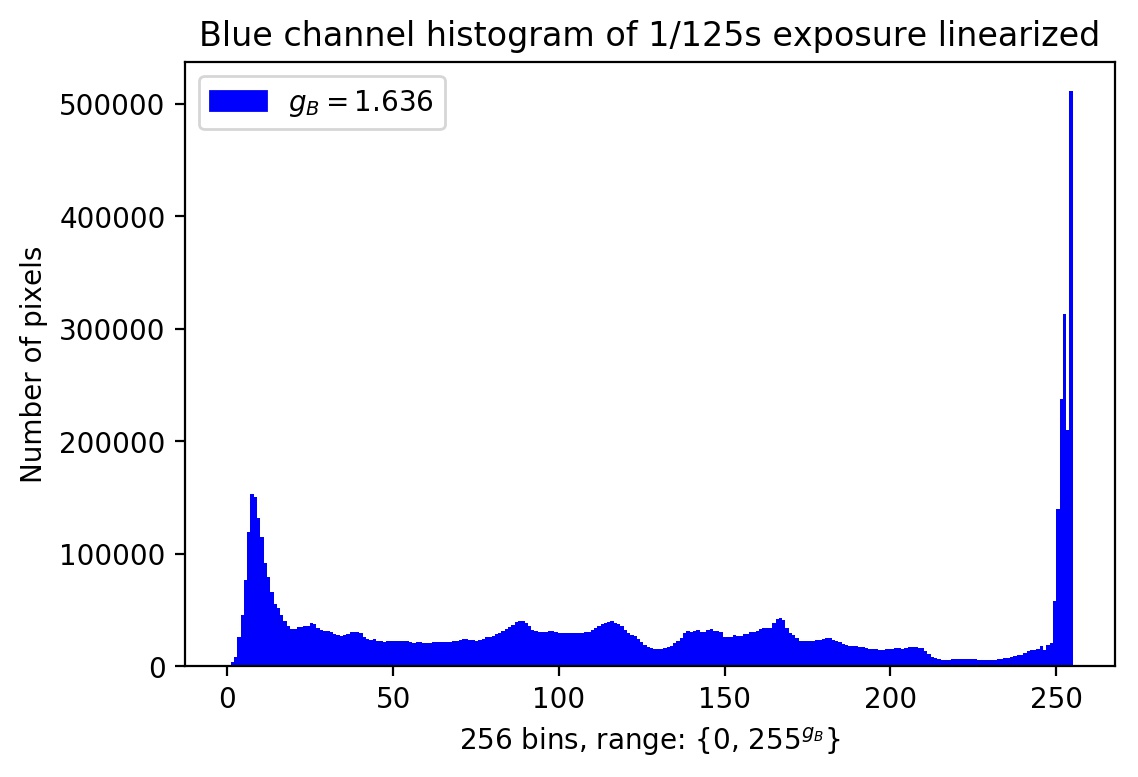 Blue channel histogram of 1/125s exposure linearized
g_B = 1.636
500000
400000
300000
200000
100000
0
Number of pixels
0 50 100 150 200 250
256 bins, range: {0, 255^{g_B}}